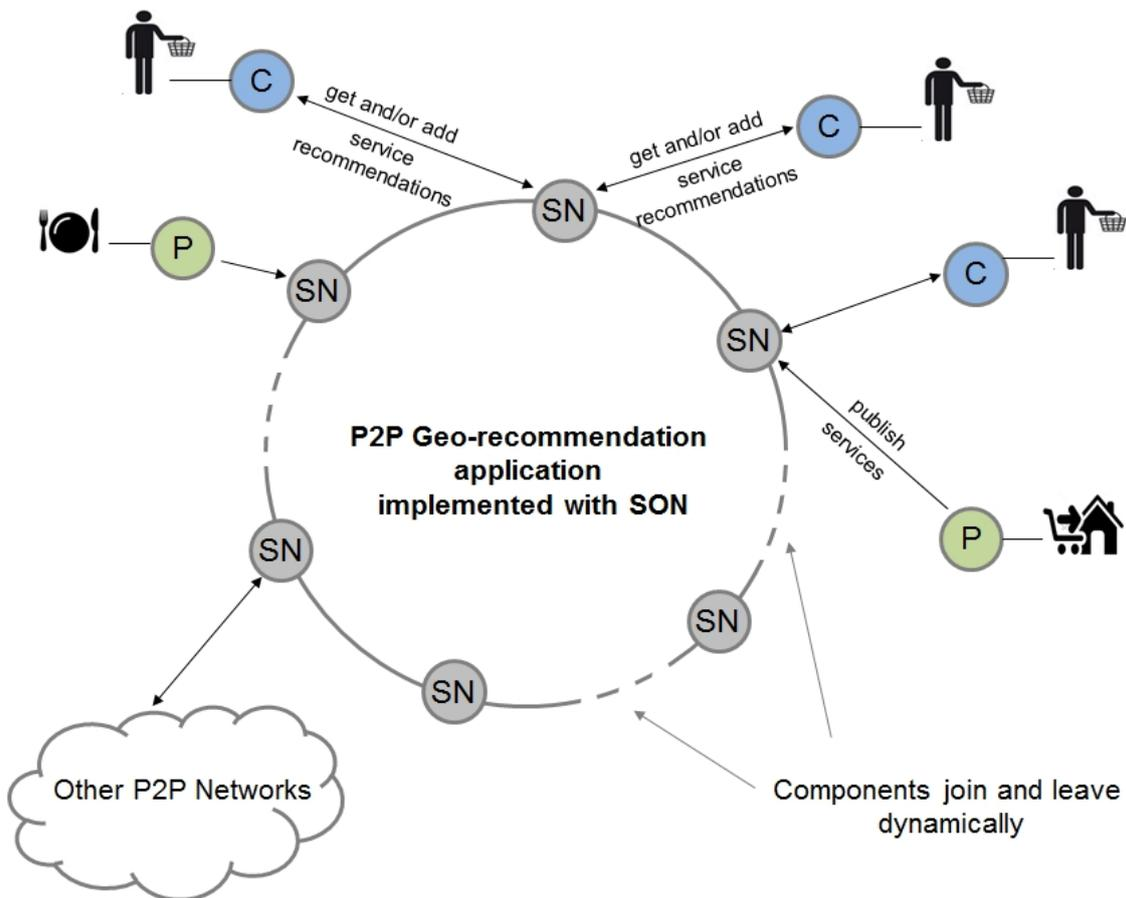 C
get and/or add
service
recommendations
C
get and/or add
service
recommendations
SN
P
SN
C
SN
publish
services
P2P Geo-recommendation
application
implemented with SON
P
SN
SN
SN
Other P2P Networks
Components join and leave
dynamically